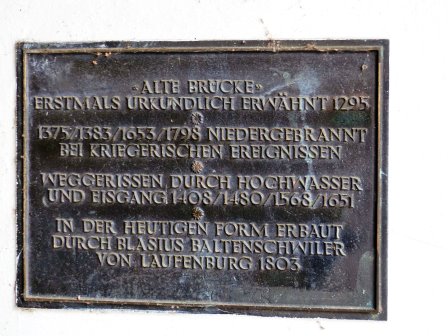 «ALTE BRÜCKE»
ERSTMALS URKUNDLICH ERWÄHNT 1295
1375/1383/1653/1798 NIEDERGEBRANNT
BEI KRIEGERISCHEN EREIGNISSEN
WEGGERISSEN DURCH HOCHWASSER
UND EISGANG 1408/1480/1568/1651
IN DER HEUTIGEN FORM ERBAUT
DURCH BLASIUS BALTENSCHWILER
VON LAUFENBURG 1803